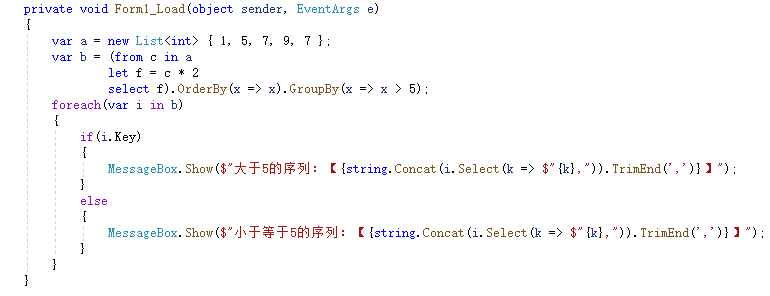 private void Form1_Load(object sender, EventArgs e)
{
var a = new List<int> { 1, 5, 7, 9, 7 };
var b = (from c in a
let f = c * 2
select f).OrderBy(x => x).GroupBy(x => x > 5);
foreach(var i in b)
{
if(i.Key)
{
MessageBox.Show($"大于5的序列：【{string.Concat(i.Select(k => $"{k},")).TrimEnd(',')}】");
}
else
{
MessageBox.Show($"小于等于5的序列：【{string.Concat(i.Select(k => $"{k},")).TrimEnd(',')}】");
}
}
}